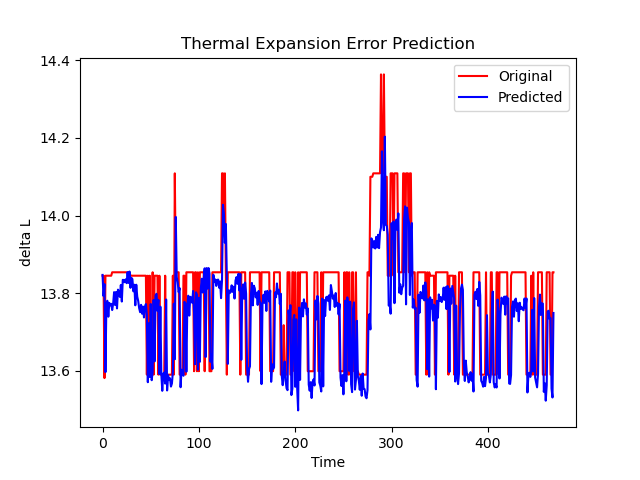 Thermal Expansion Error Prediction
14.4
14.2
14.0
13.8
13.6
delta L
0
100
200
300
400
Time
Original
Predicted